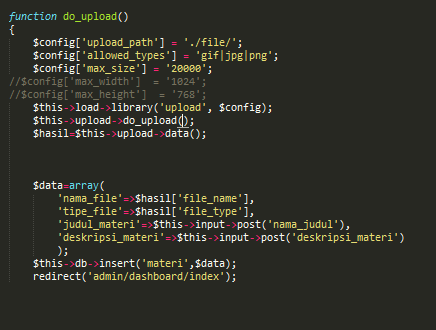 function do_upload()
{
$config['upload_path'] = './file/';
$config['allowed_types'] = 'gif|jpg|png';
$config['max_size'] = '20000';
//$config['max_width']  = '1024';
//$config['max_height']  = '768';
$this->load->library('upload', $config);
$this->upload->do_upload();
$hasil=$this->upload->data();
$data=array(
'nama_file'=>$hasil['file_name'],
'tipe_file'=>$hasil['file_type'],
'judul_materi'=>$this->input->post('nama_judul'),
'deskripsi_materi'=>$this->input->post('deskripsi_materi')
);
$this->db->insert('materi',$data);
redirect('admin/dashboard/index');